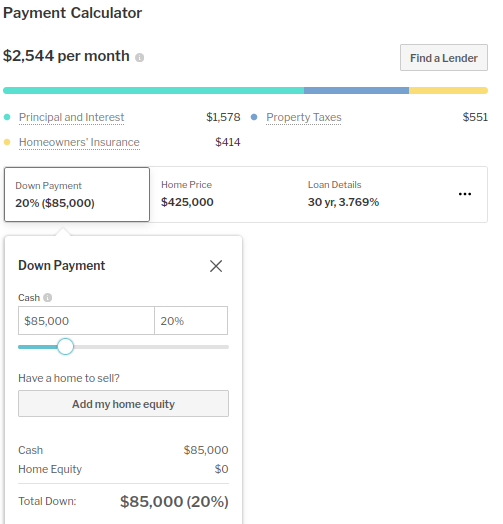 Payment Calculator
$2,544 per month
Find a Lender
Principal and Interest $1,578 Property Taxes $551
Homeowners' Insurance $414
Down Payment Home Price Loan Details
20% ($85,000) $425,000 30 yr, 3.769%
Down Payment
Cash
$85,000 20%
Have a home to sell?
Add my home equity
Cash $85,000
Home Equity $0
Total Down: $85,000 (20%)